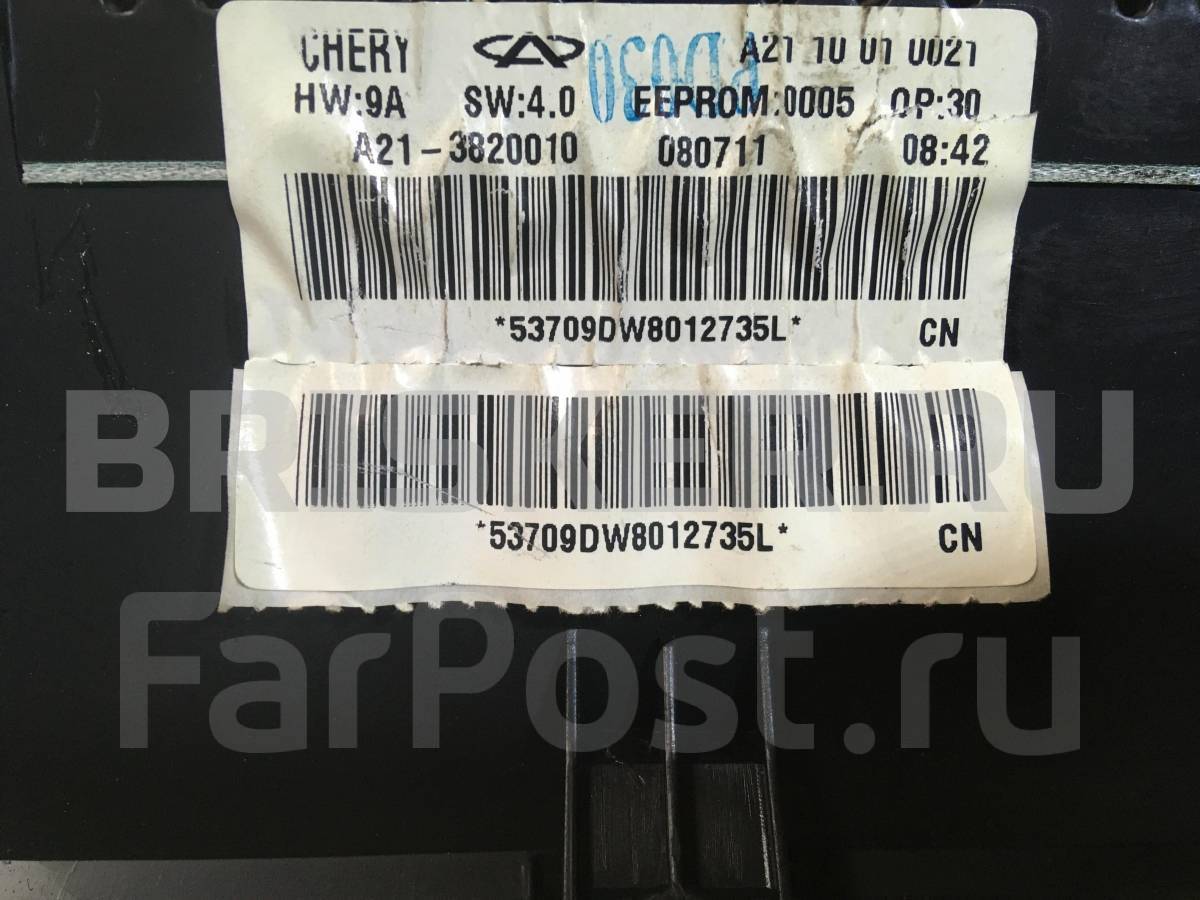 CHERY A21 10 01 0021
HW:9A SW:4.0 EEPROM:0005 OP:30
A21-3820010 080711 08:42
*53709DW8012735L* CN
BRISKER.RU
*53709DW8012735L* CN
FarPost.ru